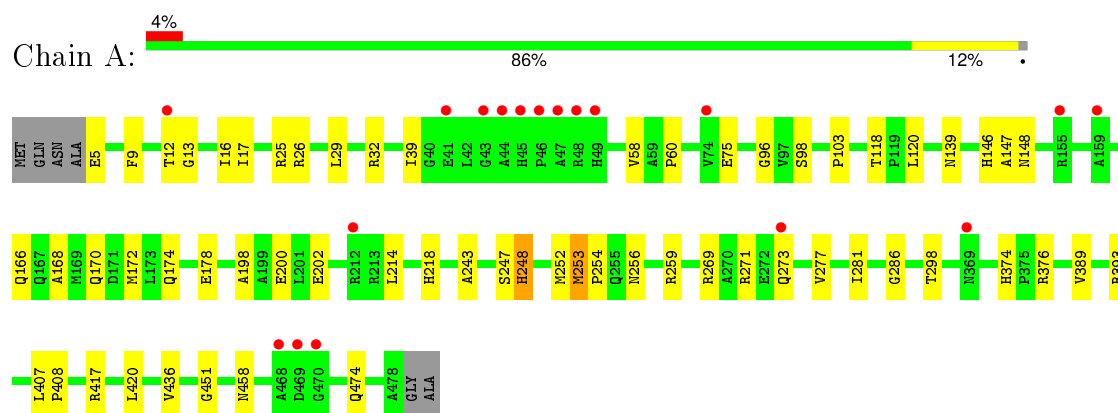 4%
Chain A:
86% 12% •
MET GLN ASN ALA E5 F9 T12 G13 I16 I17 R25 R26 L29 R32 I39 G40 E41 L42 G43 A44 H45 P46 A47 R48 H49 V58 A59 P60 V74 E75 G96 V97 S98 P103 T118 P119 L120 N139 H146 A147 N148 R155 A159
Q166 Q167 A168 M169 Q170 D171 M172 L173 Q174 E178 A198 A199 E200 L201 E202 R212 R213 L214 H218 A243 S247 H248 M252 M253 P254 Q255 N256 R259 R269 A270 R271 E272 Q273 V277 I281 G286 T298 N369 H374 P375 R376 V389
L407 P408 R417 L420 V436 G451 N458 A468 D469 G470 Q474 A478 GLY ALA